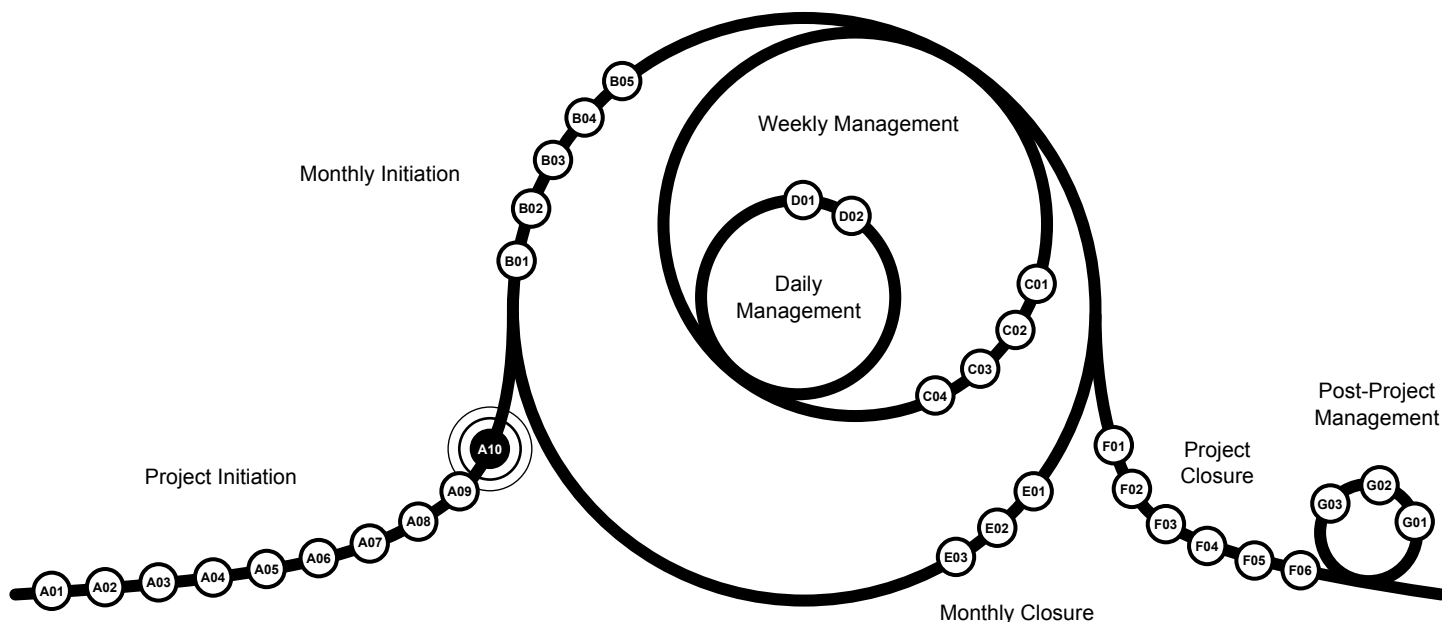 B05
B04
B03
B02
B01
Monthly Initiation
Weekly Management
D01
D02
Daily
Management
C01
C02
C03
C04
Project Initiation
A01
A02
A03
A04
A05
A06
A07
A08
A09
A10
E01
E02
E03
Monthly Closure
F01
F02
F03
F04
F05
F06
Project
Closure
Post-Project
Management
G03
G02
G01